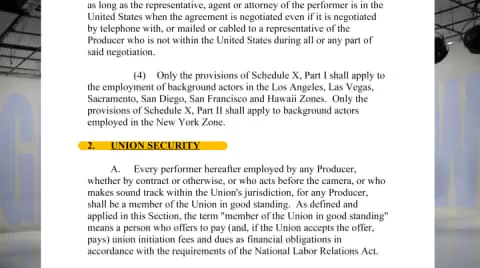 as long as the representative, agent or attorney of the performer is in the
United States when the agreement is negotiated even if it is negotiated
by telephone with, or mailed or cabled to a representative of the
Producer who is not within the United States during all or any part of
said negotiation.
(4) Only the provisions of Schedule X, Part I shall apply to
the employment of background actors in the Los Angeles, Las Vegas,
Sacramento, San Diego, San Francisco and Hawaii Zones. Only the
provisions of Schedule X, Part II shall apply to background actors
employed in the New York Zone.
2. UNION SECURITY
A. Every performer hereafter employed by any Producer,
whether by contract or otherwise, or who acts before the camera, or who
makes sound track within the Union's jurisdiction, for any Producer,
shall be a member of the Union in good standing. As defined and
applied in this Section, the term "member of the Union in good standing"
means a person who offers to pay (and, if the Union accepts the offer,
pays) union initiation fees and dues as financial obligations in
accordance with the requirements of the National Labor Relations Act.